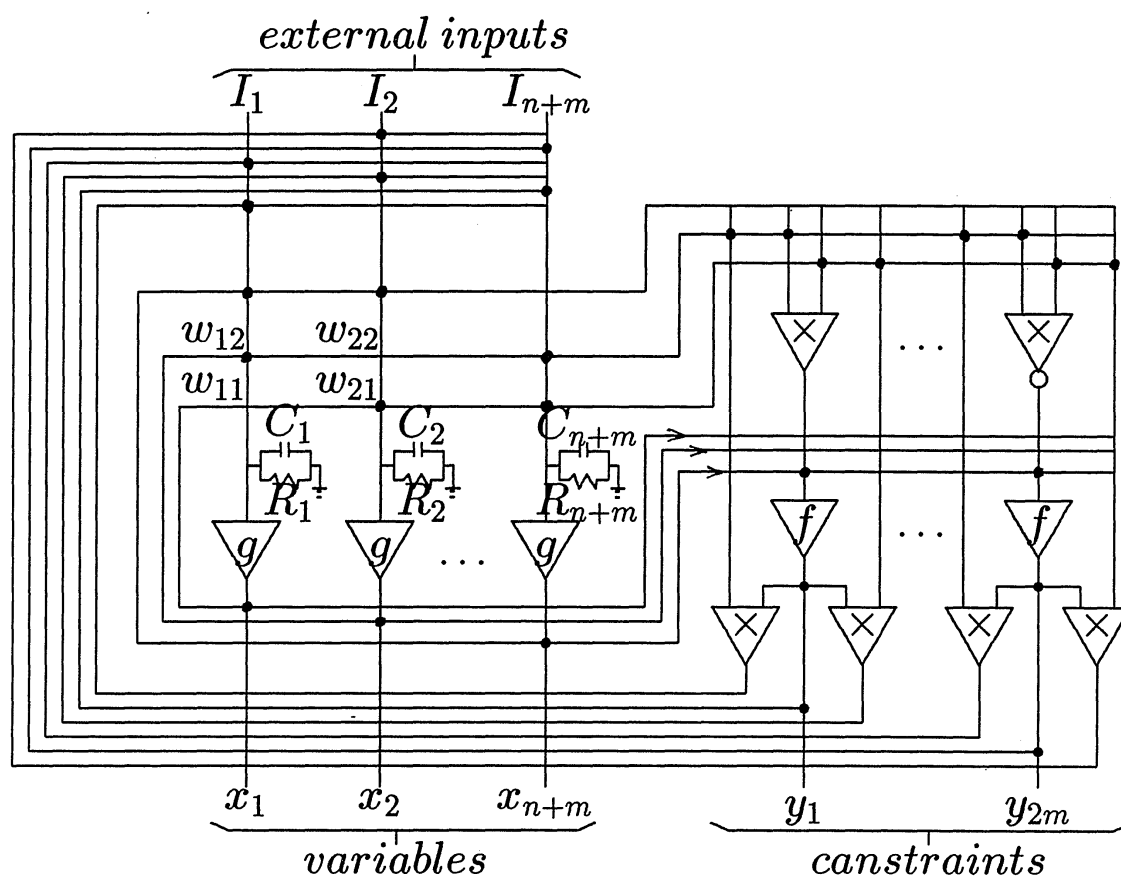 external inputs
I₁ I₂ Iₙ₊ₘ
w₁₂ w₂₂
× ... ×
w₁₁ w₂₁
C₁ C₂ Cₙ₊ₘ
R₁ R₂ Rₙ₊ₘ
f ... f
g g ... g
× × × ×
x₁ x₂ xₙ₊ₘ y₁ y₂ₘ
variables canstraints